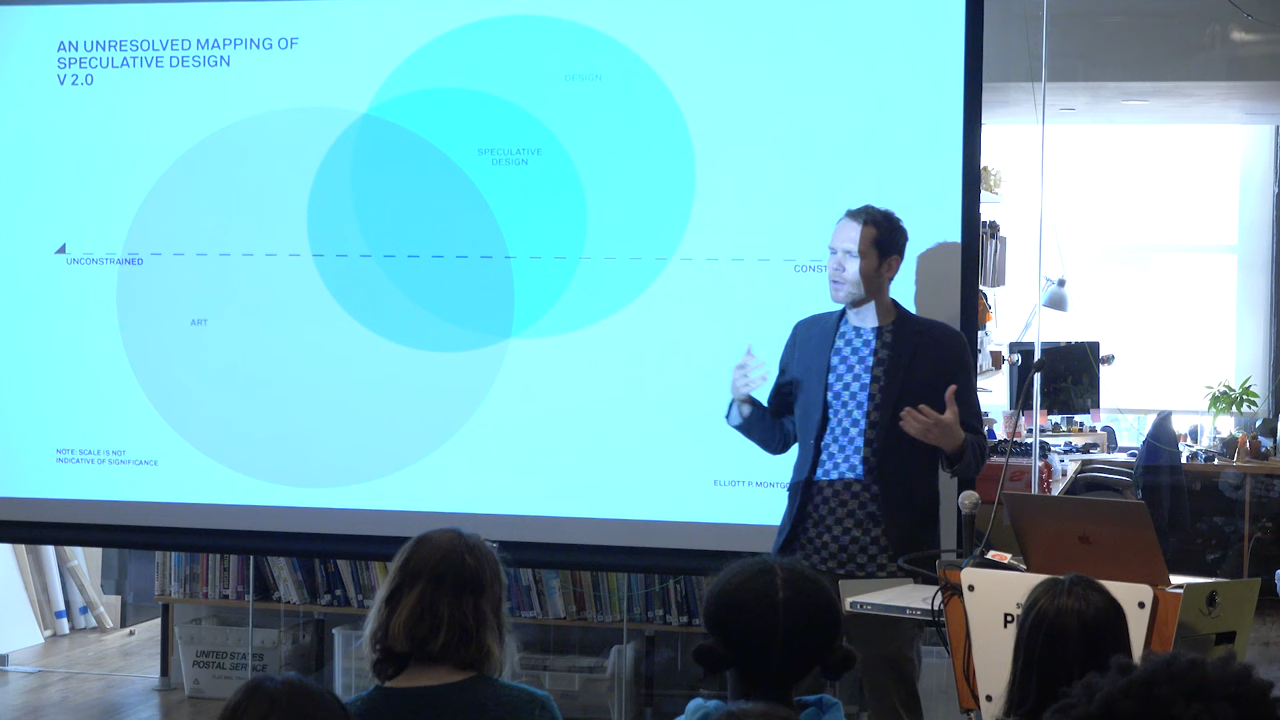 AN UNRESOLVED MAPPING OF
SPECULATIVE DESIGN
V 2.0
DESIGN
SPECULATIVE
DESIGN
UNCONSTRAINED
CONST
ART
NOTE: SCALE IS NOT
INDICATIVE OF SIGNIFICANCE
ELLIOTT P. MONTG
UNITED STATES
POSTAL SERVICE